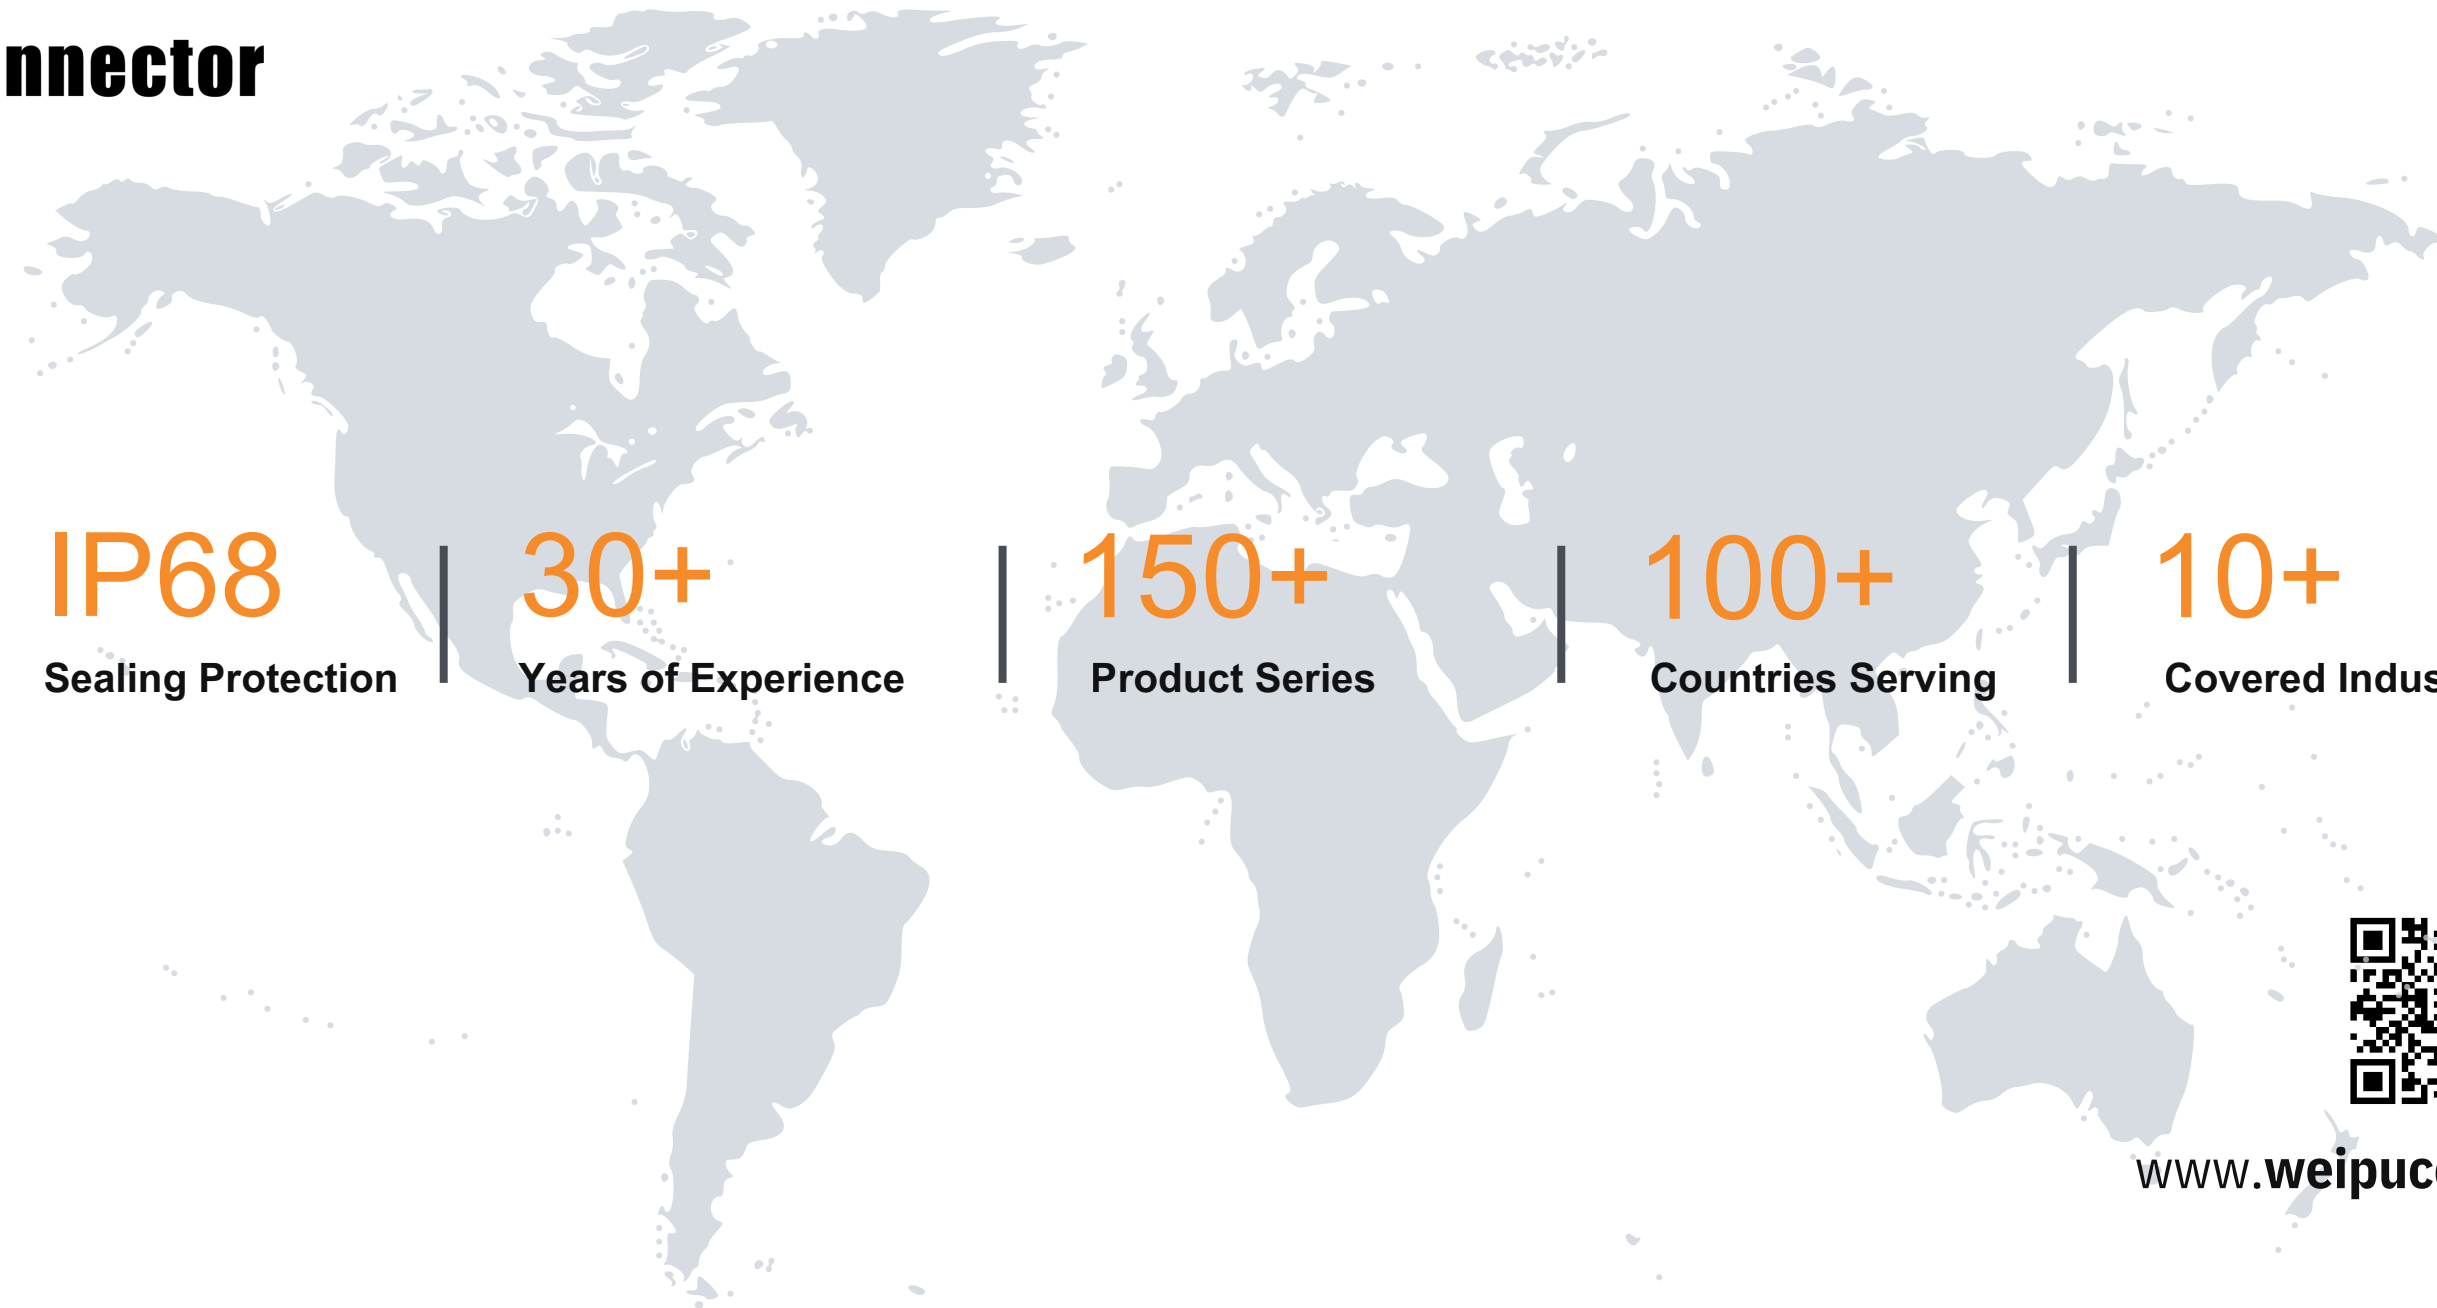 nnector
IP68
30+
150+
100+
10+
Sealing Protection
Years of Experience
Product Series
Countries Serving
Covered Indus
www.weipuc